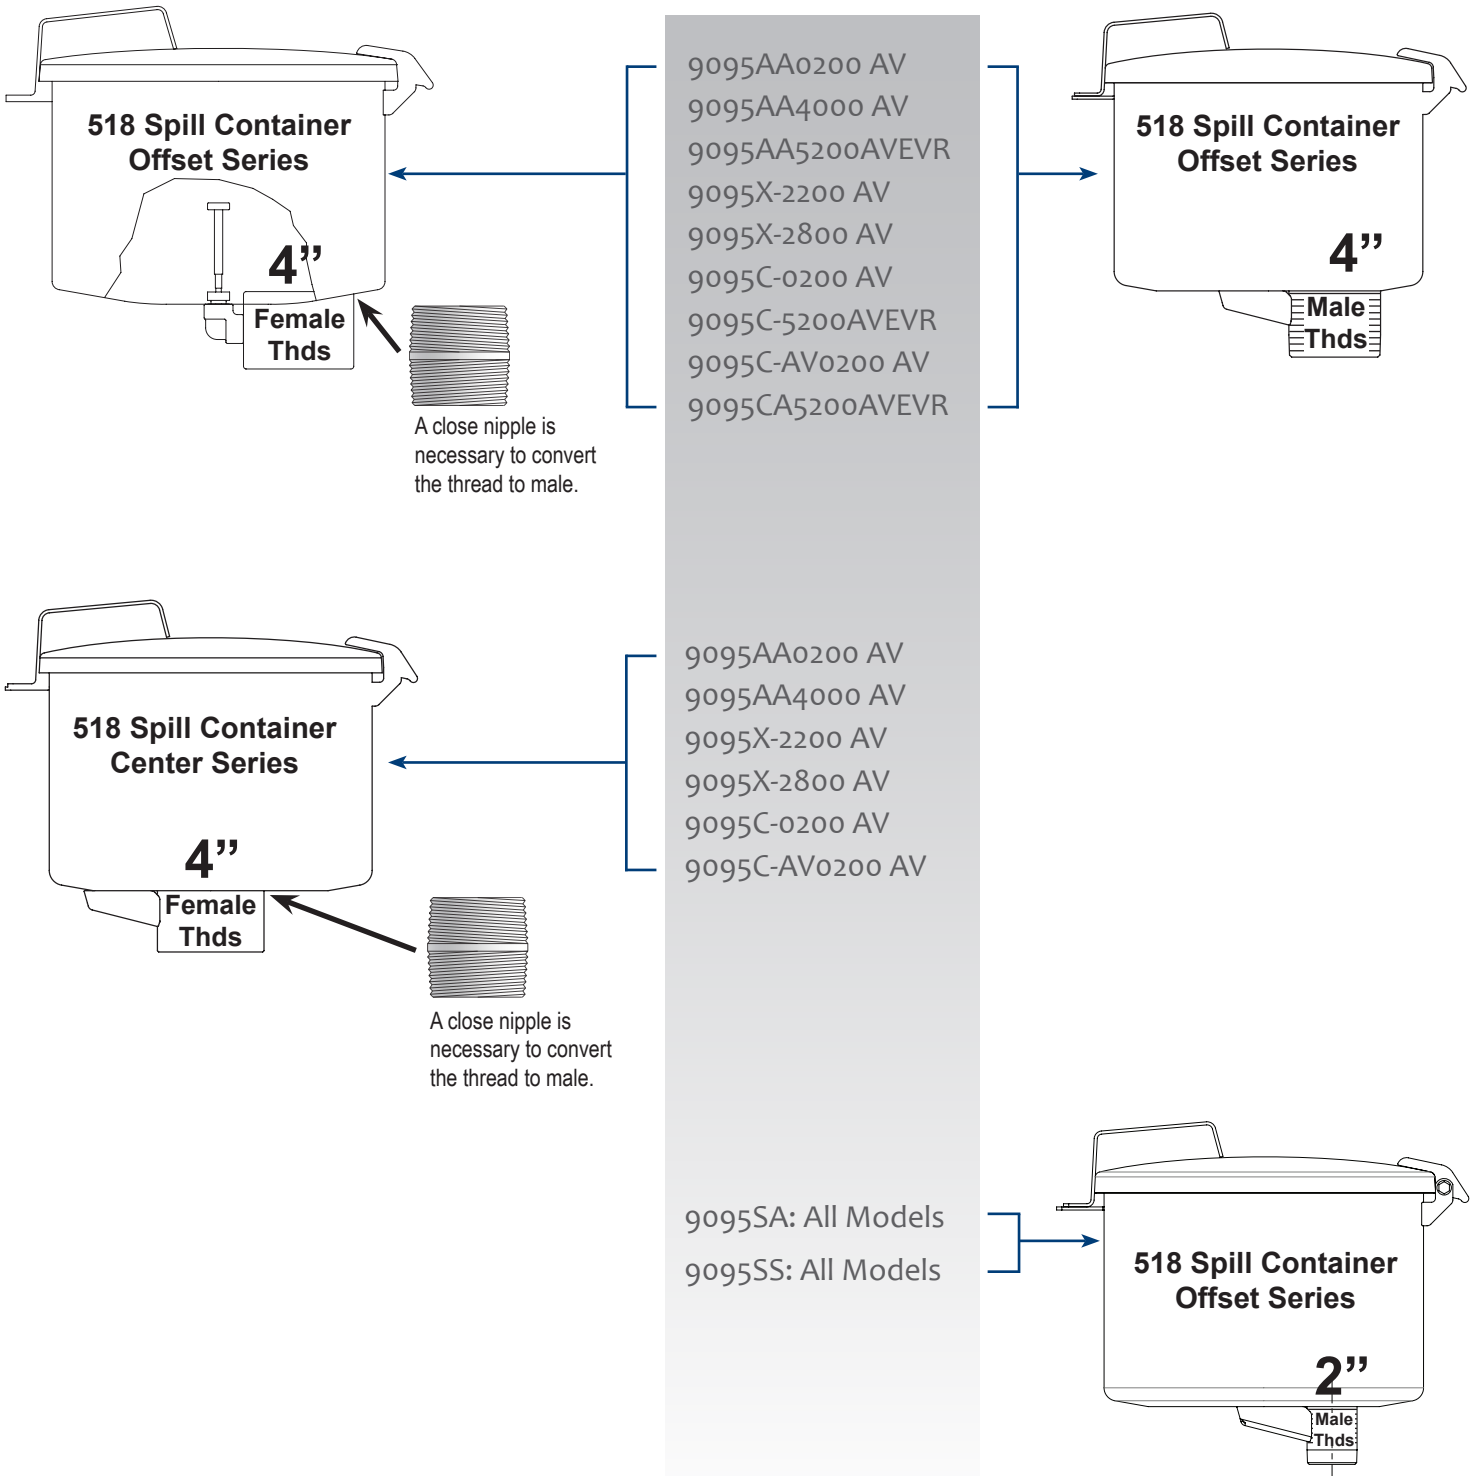 518 Spill Container
Offset Series
4”
Female
Thds
A close nipple is
necessary to convert
the thread to male.
9095AA0200 AV
9095AA4000 AV
9095AA5200AVEVR
9095X-2200 AV
9095X-2800 AV
9095C-0200 AV
9095C-5200AVEVR
9095C-AV0200 AV
9095CA5200AVEVR
518 Spill Container
Offset Series
4”
Male
Thds
518 Spill Container
Center Series
4”
Female
Thds
A close nipple is
necessary to convert
the thread to male.
9095AA0200 AV
9095AA4000 AV
9095X-2200 AV
9095X-2800 AV
9095C-0200 AV
9095C-AV0200 AV
9095SA: All Models
9095SS: All Models
518 Spill Container
Offset Series
2”
Male
Thds